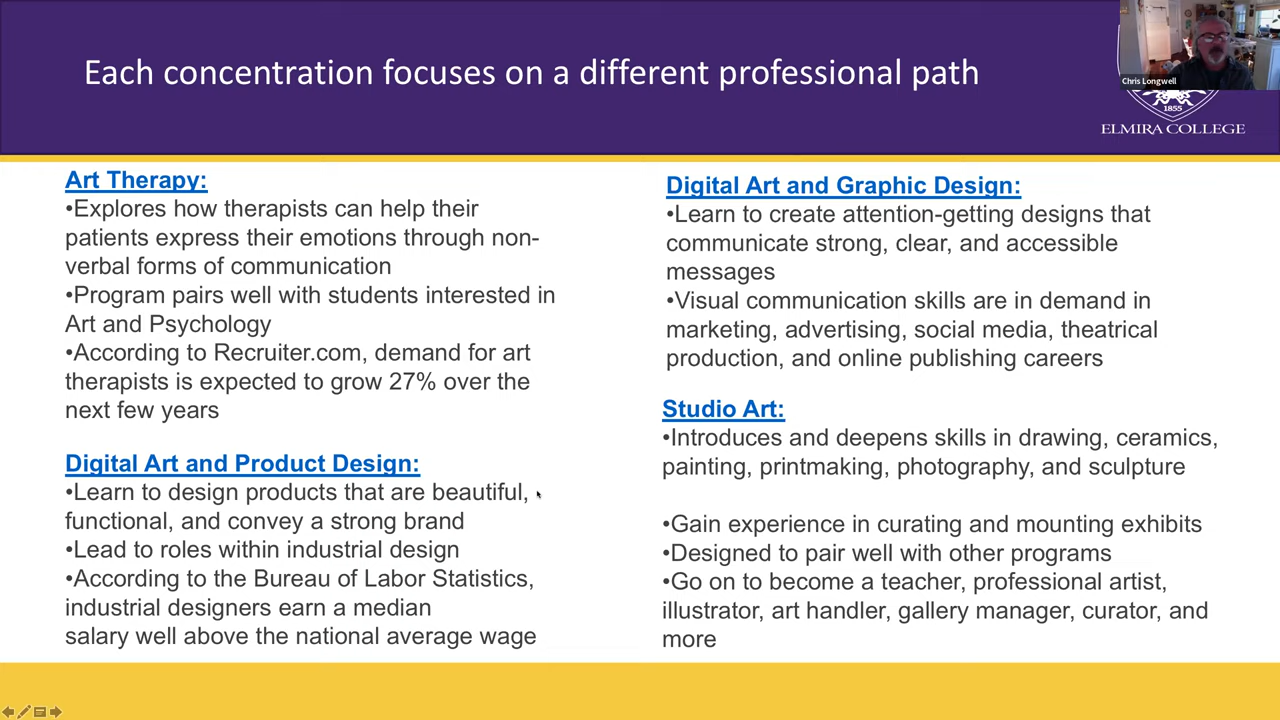 Each concentration focuses on a different professional path
Chris Longwell
1855
ELMIRA COLLEGE
Art Therapy:
•Explores how therapists can help their
patients express their emotions through non-
verbal forms of communication
•Program pairs well with students interested in
Art and Psychology
•According to Recruiter.com, demand for art
therapists is expected to grow 27% over the
next few years
Digital Art and Product Design:
•Learn to design products that are beautiful,
functional, and convey a strong brand
•Lead to roles within industrial design
•According to the Bureau of Labor Statistics,
industrial designers earn a median
salary well above the national average wage
Digital Art and Graphic Design:
•Learn to create attention-getting designs that
communicate strong, clear, and accessible
messages
•Visual communication skills are in demand in
marketing, advertising, social media, theatrical
production, and online publishing careers
Studio Art:
•Introduces and deepens skills in drawing, ceramics,
painting, printmaking, photography, and sculpture
•Gain experience in curating and mounting exhibits
•Designed to pair well with other programs
•Go on to become a teacher, professional artist,
illustrator, art handler, gallery manager, curator, and
more